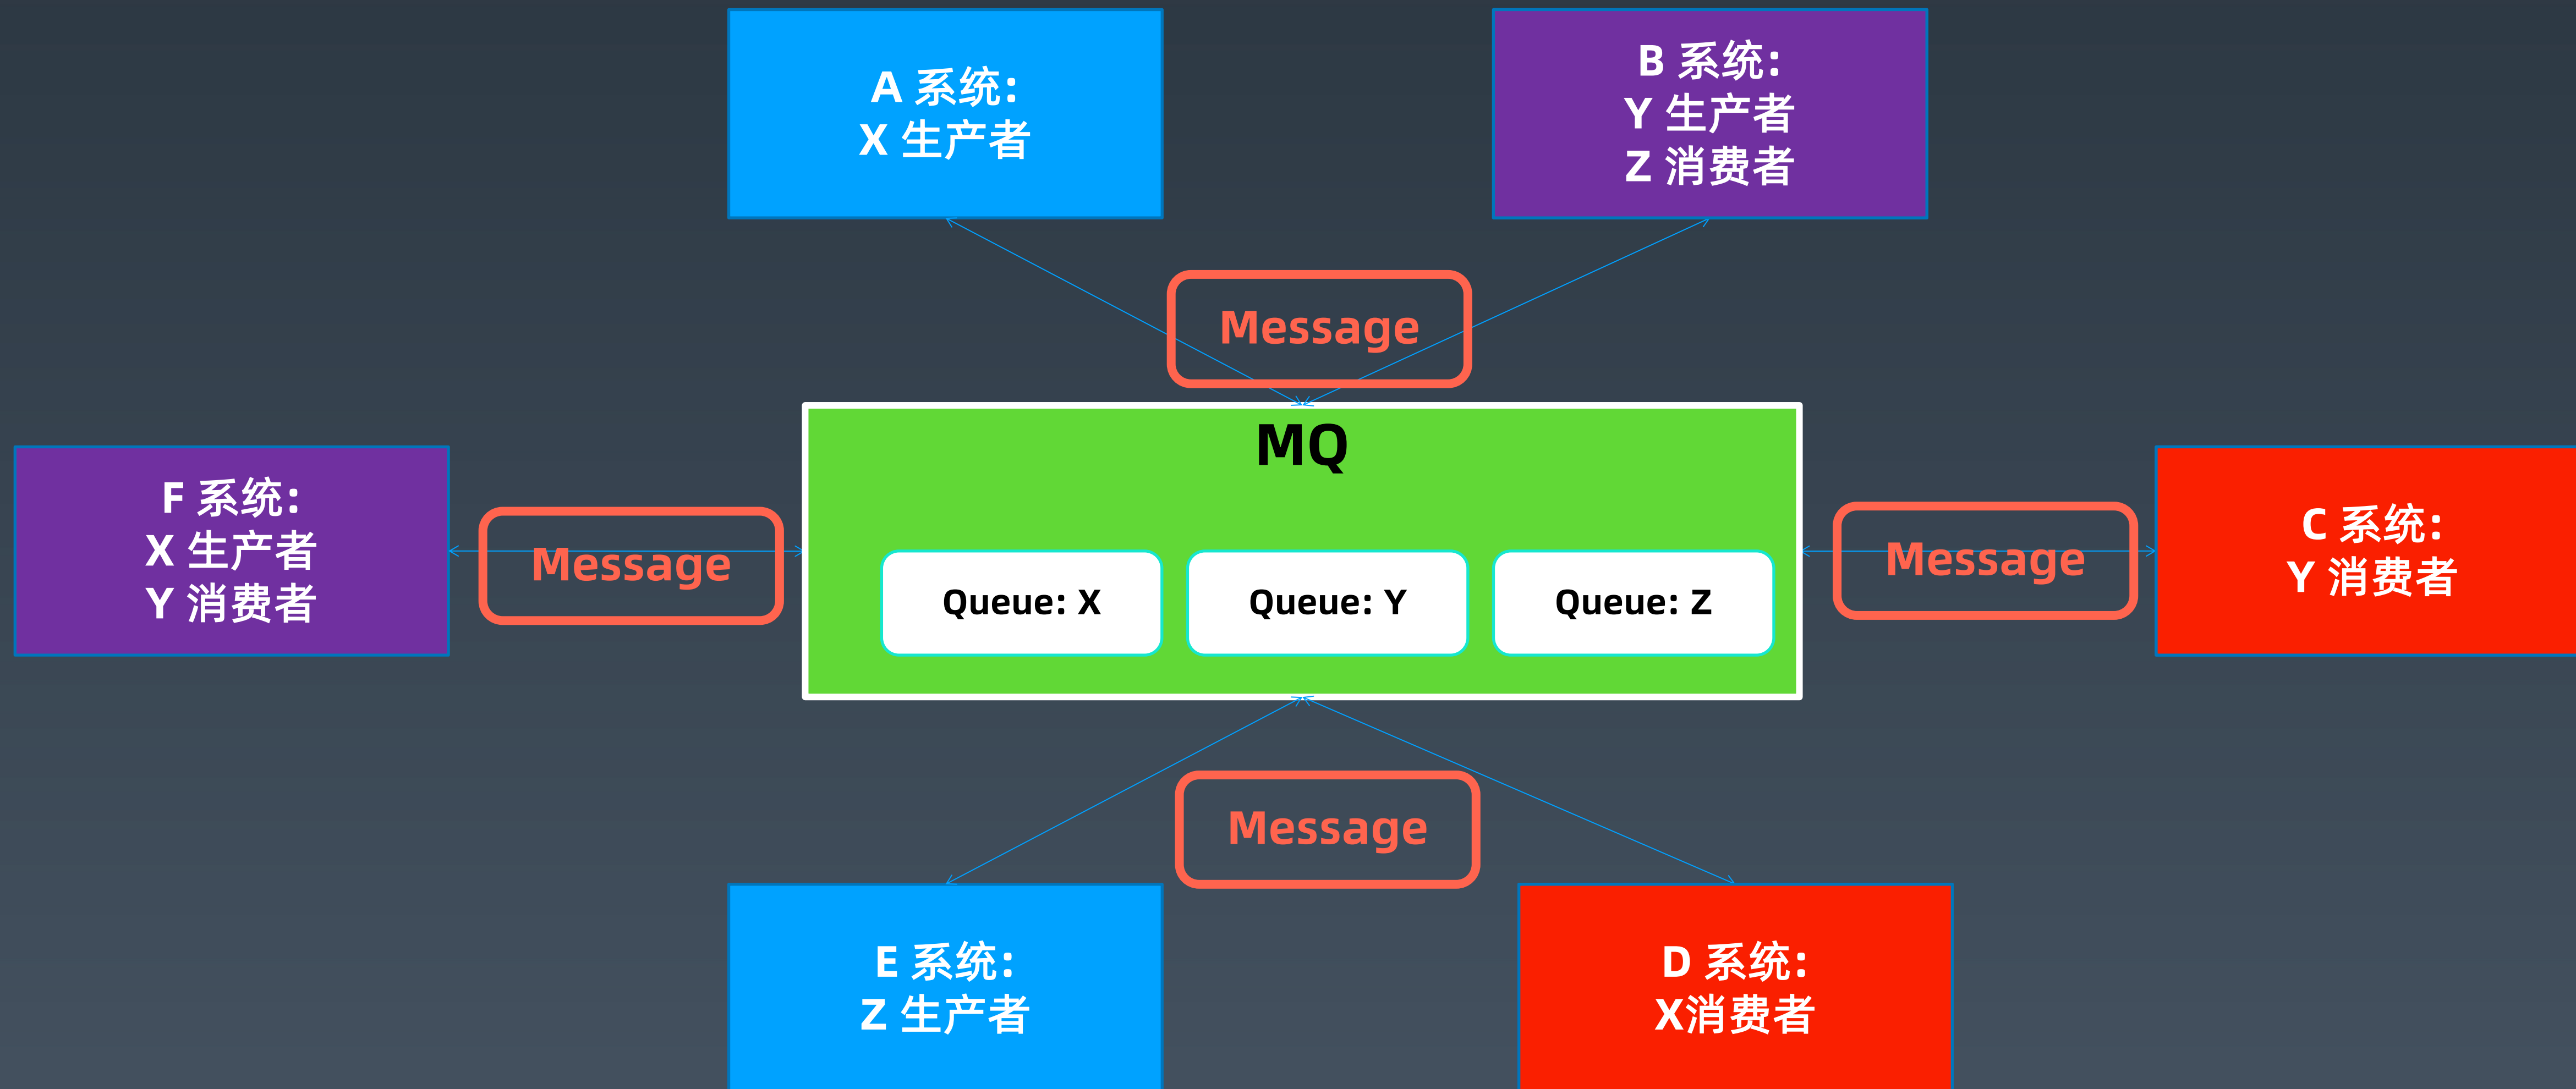 A 系统：
X 生产者
B 系统：
Y 生产者
Z 消费者
Message
MQ
F 系统：
X 生产者
Y 消费者
Message
Queue: X
Queue: Y
Queue: Z
Message
C 系统：
Y 消费者
Message
E 系统：
Z 生产者
D 系统：
X消费者